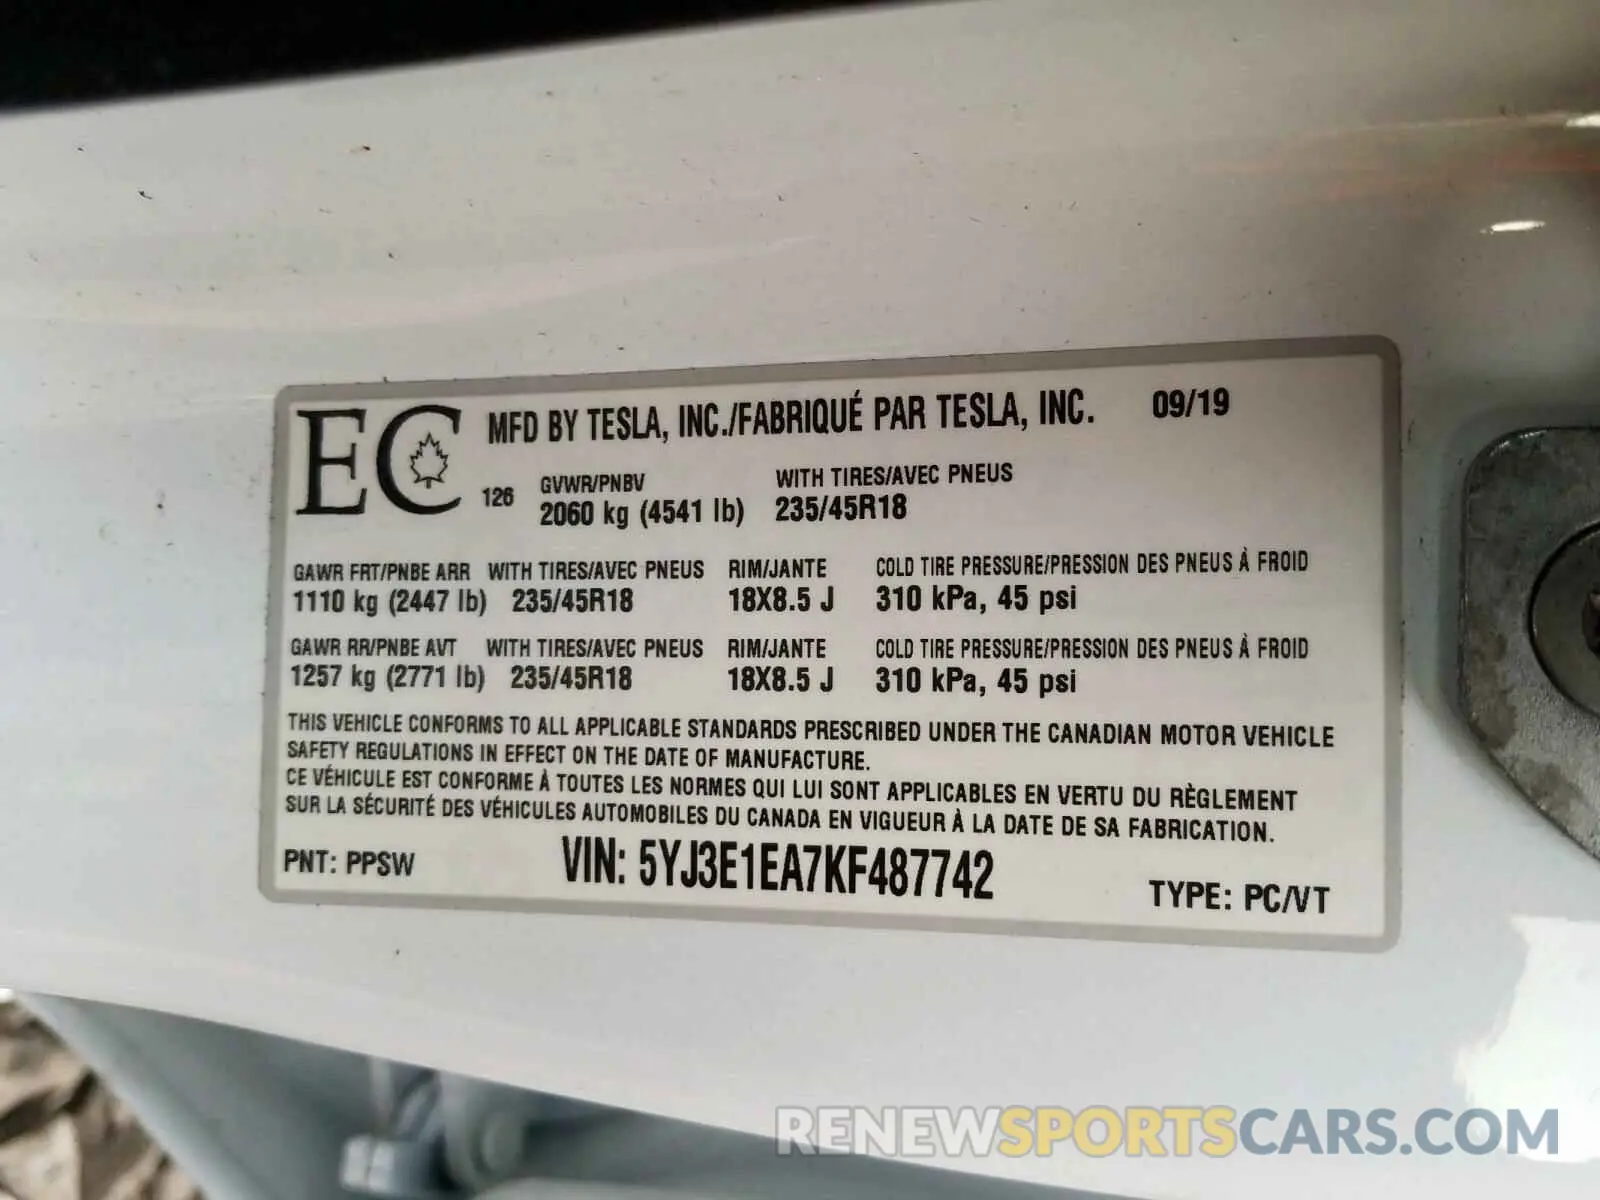 EC MFD BY TESLA, INC./FABRIQUÉ PAR TESLA, INC. 09/19
126 GVWR/PNBV WITH TIRES/AVEC PNEUS
2060 kg (4541 lb) 235/45R18
GAWR FRT/PNBE ARR WITH TIRES/AVEC PNEUS RIM/JANTE COLD TIRE PRESSURE/PRESSION DES PNEUS À FROID
1110 kg (2447 lb) 235/45R18 18X8.5 J 310 kPa, 45 psi
GAWR RR/PNBE AVT WITH TIRES/AVEC PNEUS RIM/JANTE COLD TIRE PRESSURE/PRESSION DES PNEUS À FROID
1257 kg (2771 lb) 235/45R18 18X8.5 J 310 kPa, 45 psi
THIS VEHICLE CONFORMS TO ALL APPLICABLE STANDARDS PRESCRIBED UNDER THE CANADIAN MOTOR VEHICLE
SAFETY REGULATIONS IN EFFECT ON THE DATE OF MANUFACTURE.
CE VÉHICULE EST CONFORME À TOUTES LES NORMES QUI LUI SONT APPLICABLES EN VERTU DU RÈGLEMENT
SUR LA SÉCURITÉ DES VÉHICULES AUTOMOBILES DU CANADA EN VIGUEUR À LA DATE DE SA FABRICATION.
PNT: PPSW VIN: 5YJ3E1EA7KF487742 TYPE: PC/VT
RENEWSPORTSCARS.COM